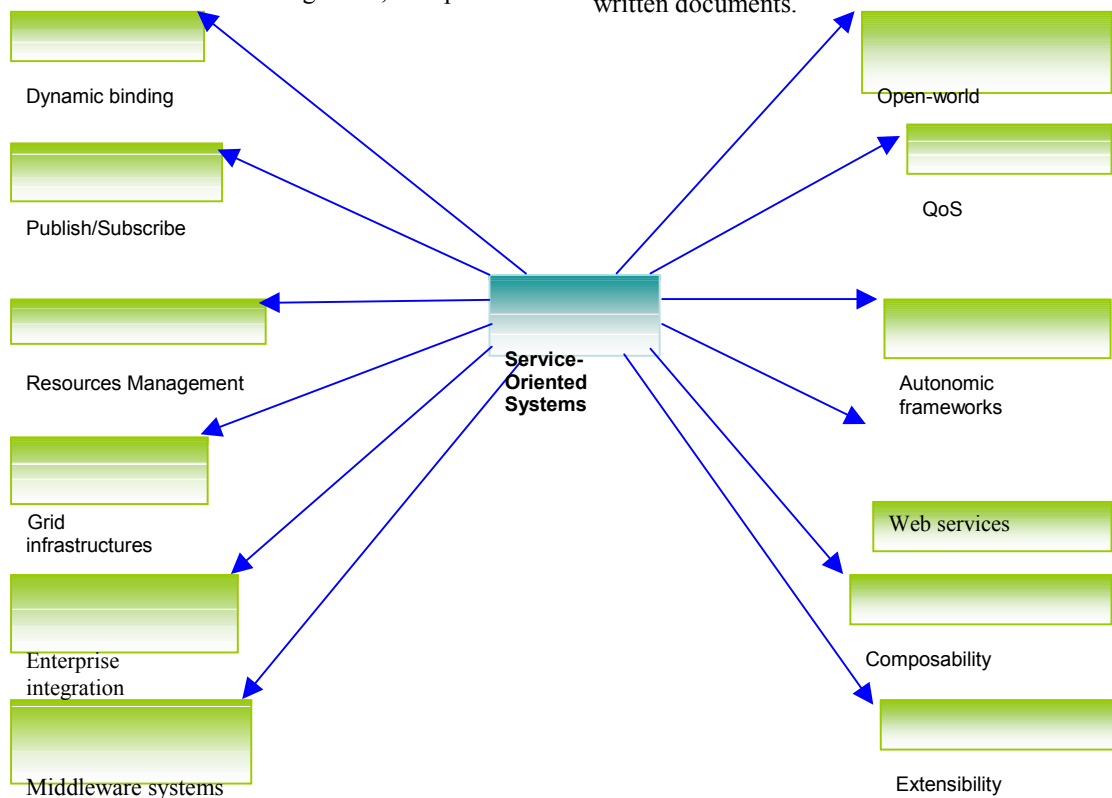 written documents.
Dynamic binding
Open-world
Publish/Subscribe
QoS
Service-
Oriented
Systems
Resources Management
Autonomic
frameworks
Grid
infrastructures
Web services
Enterprise
integration
Composability
Middleware systems
Extensibility